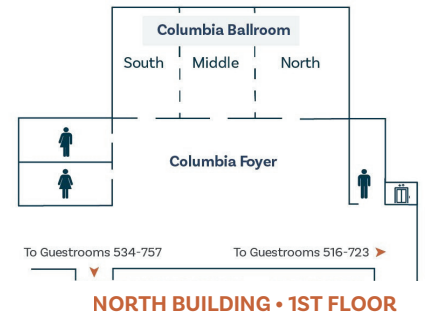 Columbia Ballroom
South Middle North
Columbia Foyer
To Guestrooms 534-757 To Guestrooms 516-723
NORTH BUILDING • 1ST FLOOR